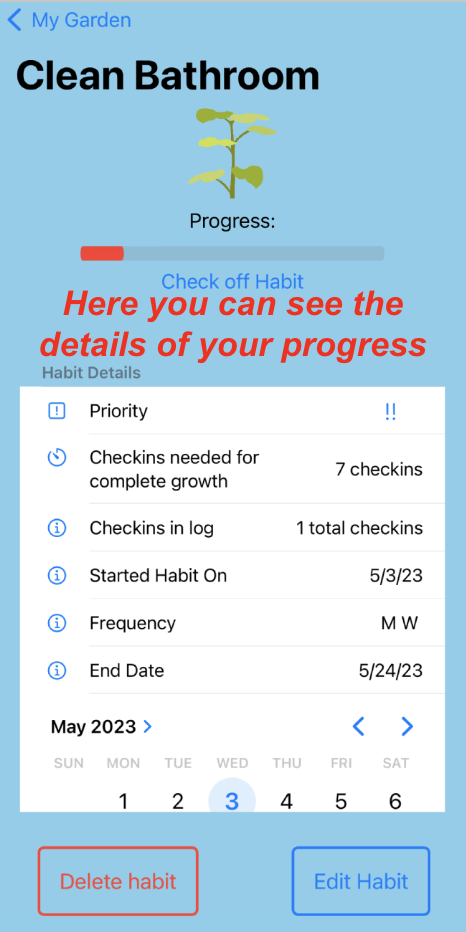 My Garden
Clean Bathroom
Progress:
Check off Habit
Here you can see the
details of your progress
Habit Details
Priority !!
Checkins needed for
complete growth 7 checkins
Checkins in log 1 total checkins
Started Habit On 5/3/23
Frequency M W
End Date 5/24/23
May 2023
SUN MON TUE WED THU FRI SAT
1 2 3 4 5 6
Delete habit Edit Habit